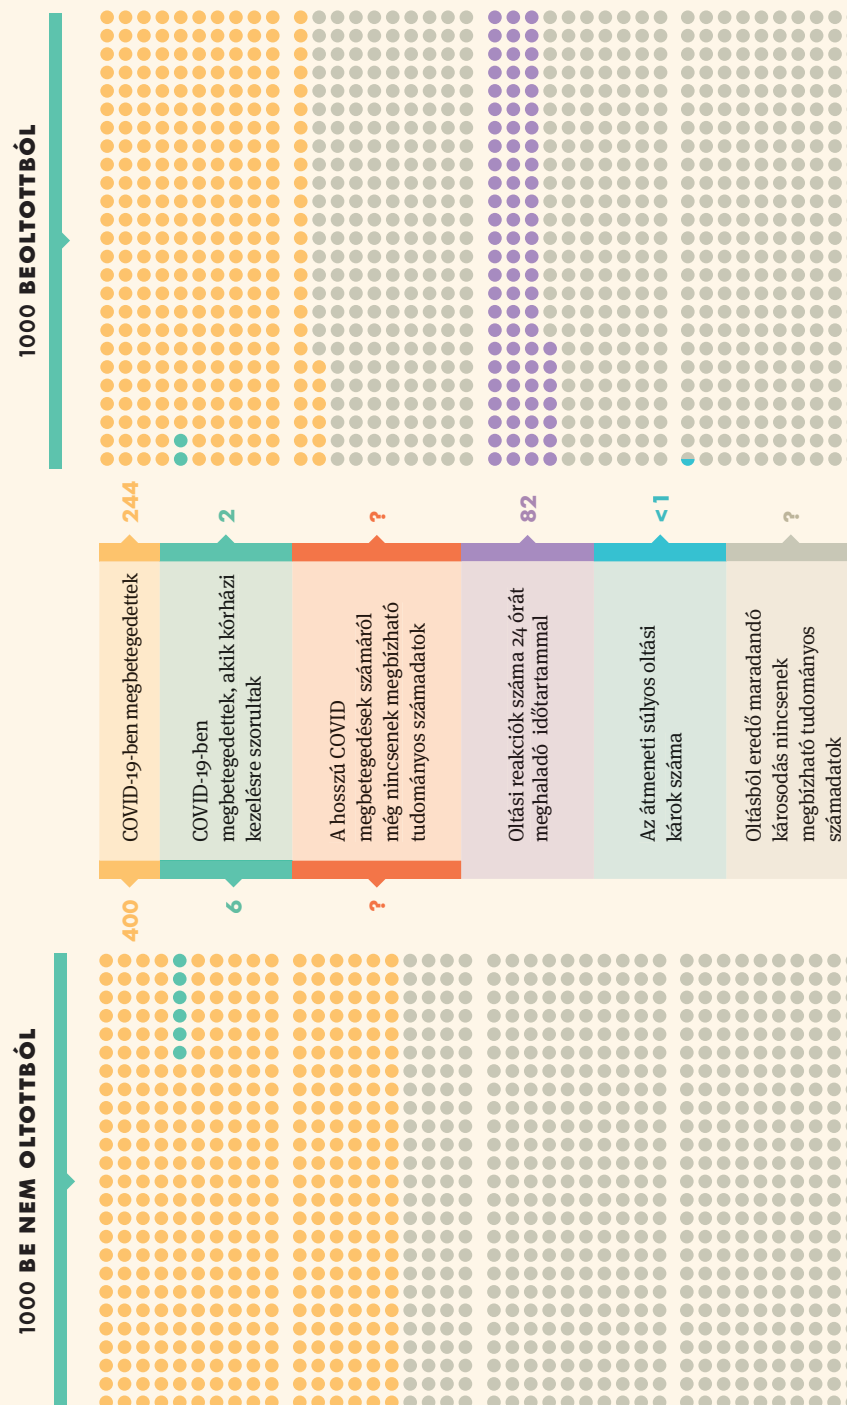 1000 BE NEM OLTOTTBÓL
1000 BEOLTOTTBÓL
400
COVID-19-ben megbetegedettek
244
6
COVID-19-ben
megbetegedettek, akik kórházi
kezelésre szorultak
2
?
A hosszú COVID
megbetegedések számáról
még nincsenek megbízható
tudományos számadatok
?
Oltási reakciók száma 24 órát
meghaladó időtartammal
82
Az átmeneti súlyos oltási
károk száma
<1
Oltásból eredő maradandó
károsodás nincsenek
megbízható tudományos
számadatok
?